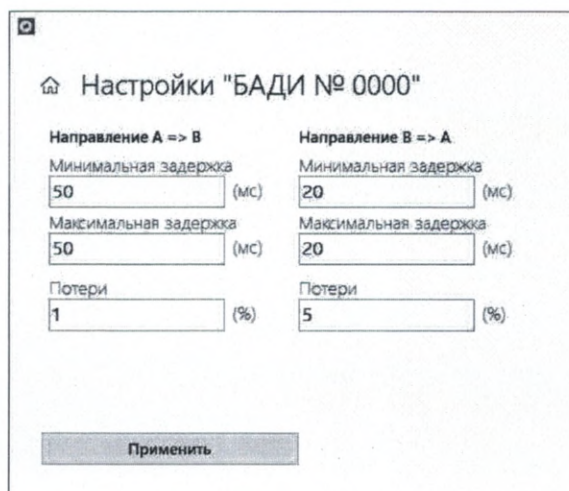 Настройки "БАДИ № 0000"
Направление A => B Направление B => A
Минимальная задержка Минимальная задержка
50 (мс) 20 (мс)
Максимальная задержка Максимальная задержка
50 (мс) 20 (мс)
Потери Потери
1 (%) 5 (%)
Применить